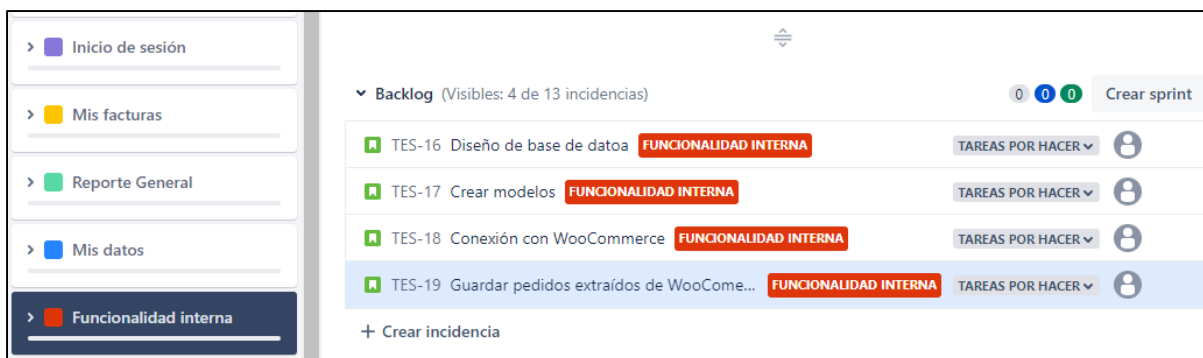 Inicio de sesión
Mis facturas
Reporte General
Mis datos
Funcionalidad interna
Backlog (Visibles: 4 de 13 incidencias) 0 0 0 Crear sprint
TES-16 Diseño de base de datoa FUNCIONALIDAD INTERNA TAREAS POR HACER
TES-17 Crear modelos FUNCIONALIDAD INTERNA TAREAS POR HACER
TES-18 Conexión con WooCommerce FUNCIONALIDAD INTERNA TAREAS POR HACER
TES-19 Guardar pedidos extraídos de WooCome... FUNCIONALIDAD INTERNA TAREAS POR HACER
+ Crear incidencia